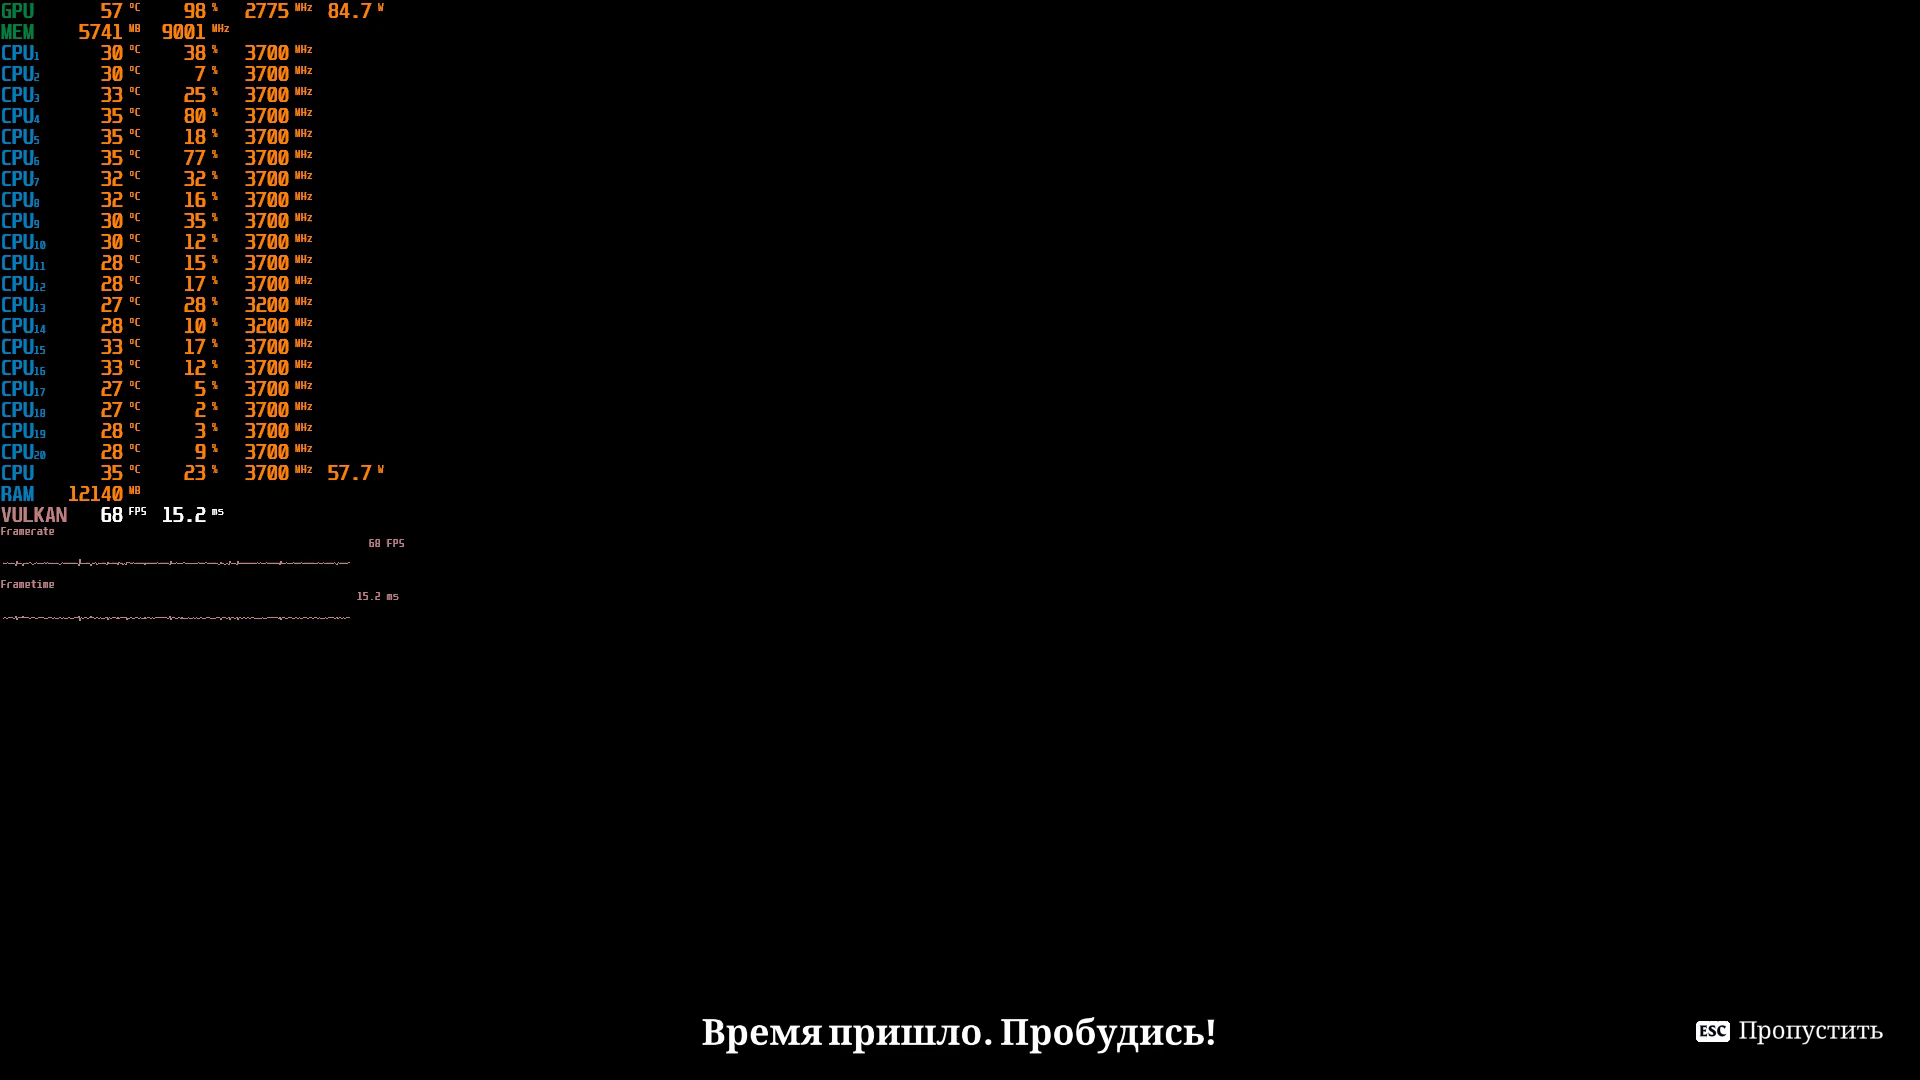 GPU 57 °C 98 % 2775 MHz 84.7 W
MEM 5741 MB 9001 MHz
CPU1 30 °C 38 % 3700 MHz
CPU2 30 °C 7 % 3700 MHz
CPU3 33 °C 25 % 3700 MHz
CPU4 35 °C 80 % 3700 MHz
CPU5 35 °C 18 % 3700 MHz
CPU6 35 °C 77 % 3700 MHz
CPU7 32 °C 32 % 3700 MHz
CPU8 32 °C 16 % 3700 MHz
CPU9 30 °C 35 % 3700 MHz
CPU10 30 °C 12 % 3700 MHz
CPU11 28 °C 15 % 3700 MHz
CPU12 28 °C 17 % 3700 MHz
CPU13 27 °C 28 % 3200 MHz
CPU14 28 °C 10 % 3200 MHz
CPU15 33 °C 17 % 3700 MHz
CPU16 33 °C 12 % 3700 MHz
CPU17 27 °C 5 % 3700 MHz
CPU18 27 °C 2 % 3700 MHz
CPU19 28 °C 3 % 3700 MHz
CPU20 28 °C 9 % 3700 MHz
CPU 35 °C 23 % 3700 MHz 57.7 W
RAM 12140 MB
VULKAN 68 FPS 15.2 ms
Framerate
68 FPS
Frametime
15.2 ms
Время пришло. Пробудись!
ESC Пропустить